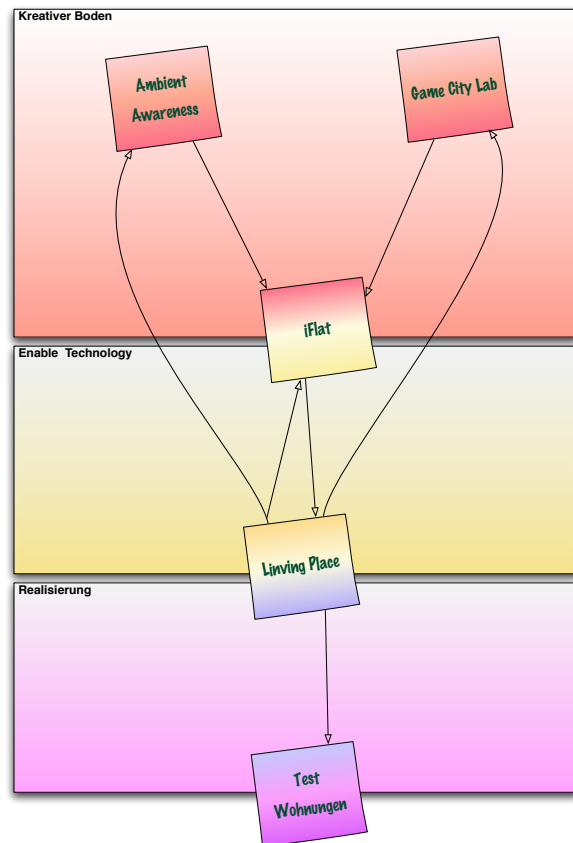 Kreativer Boden
Ambient
Awareness
Game City Lab
iFlat
Enable Technology
Linving Place
Realisierung
Test
Wohnungen